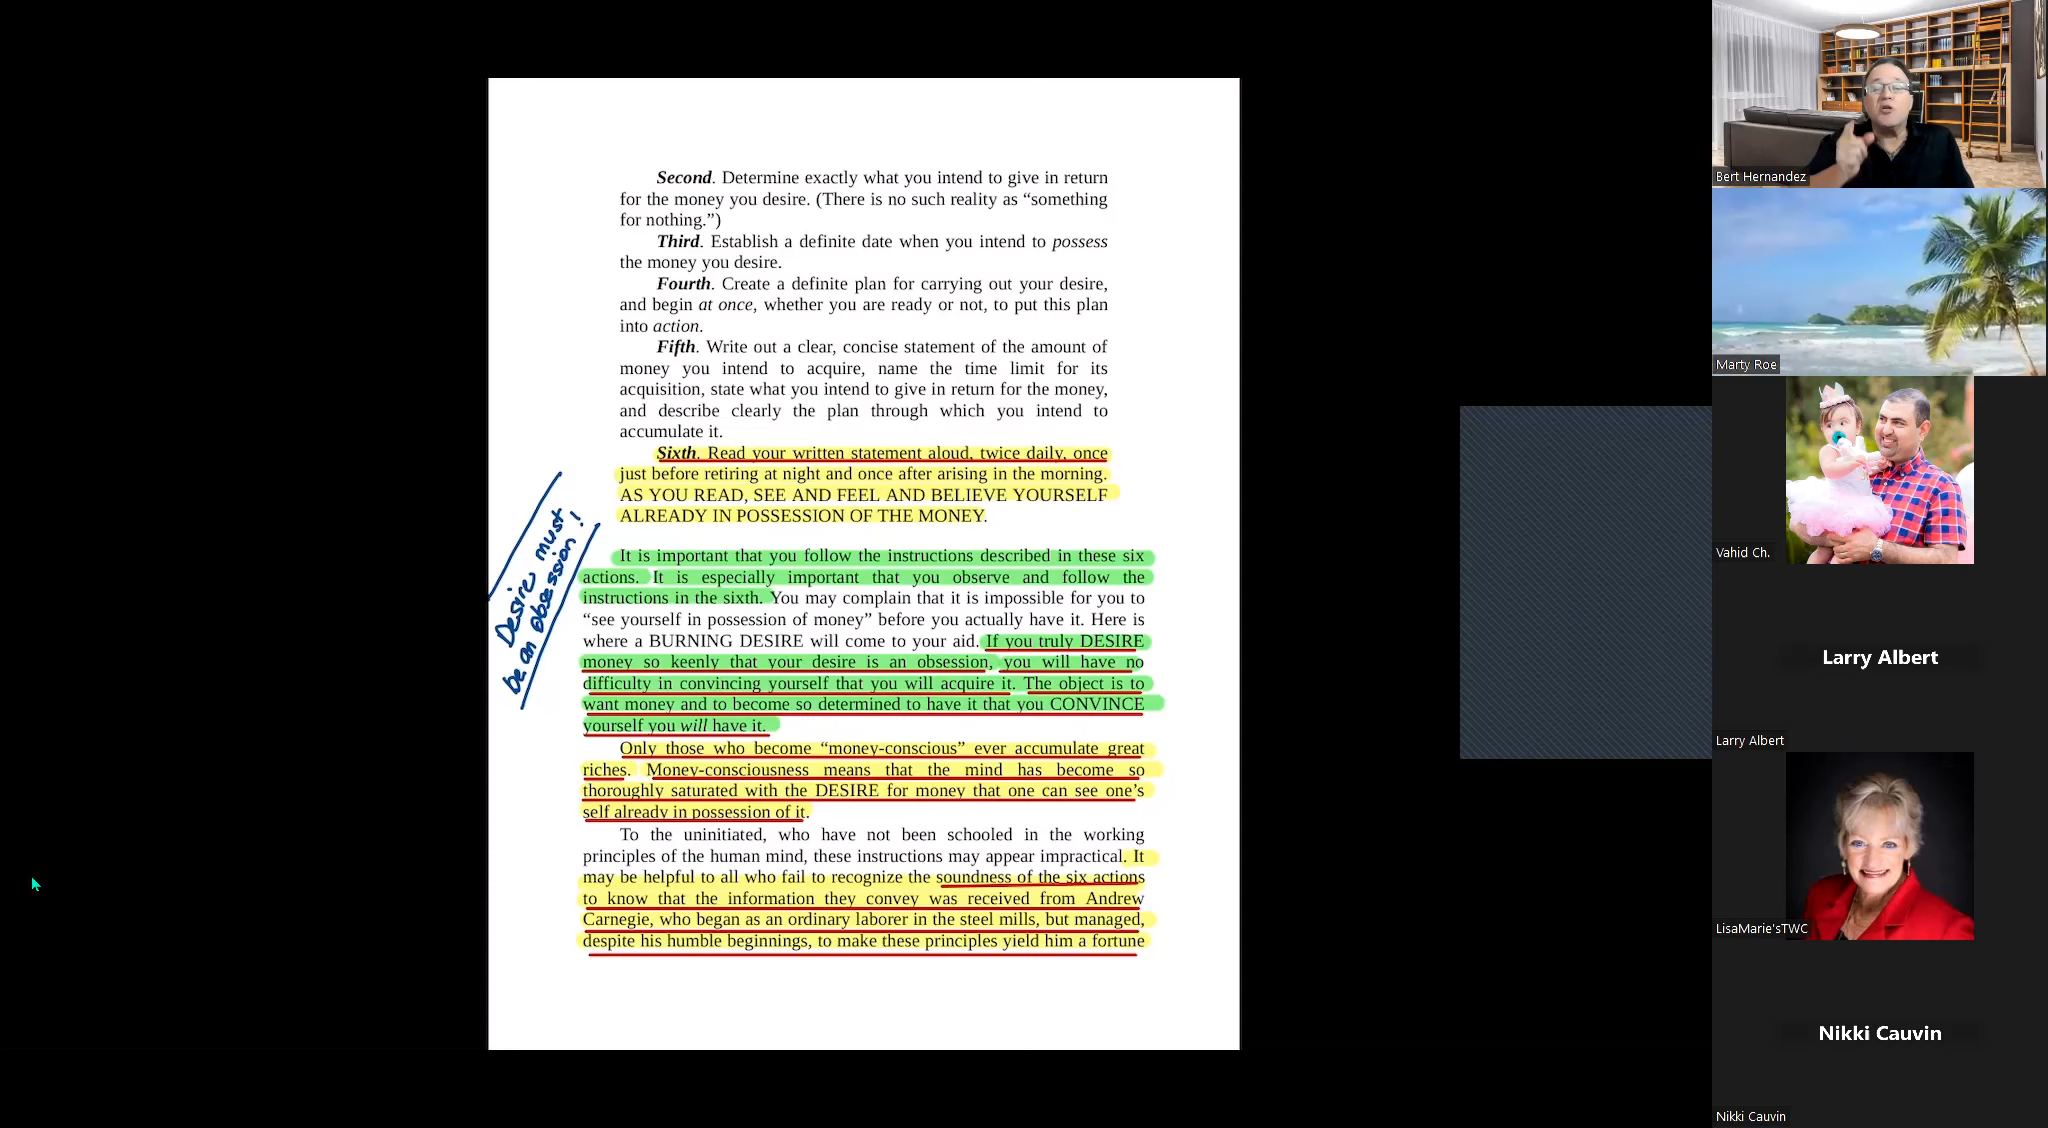 Second. Determine exactly what you intend to give in return
for the money you desire. (There is no such reality as “something
for nothing.”)
Third. Establish a definite date when you intend to possess
the money you desire.
Fourth. Create a definite plan for carrying out your desire,
and begin at once, whether you are ready or not, to put this plan
into action.
Fifth. Write out a clear, concise statement of the amount of
money you intend to acquire, name the time limit for its
acquisition, state what you intend to give in return for the money,
and describe clearly the plan through which you intend to
accumulate it.
Sixth. Read your written statement aloud, twice daily, once
just before retiring at night and once after arising in the morning.
AS YOU READ, SEE AND FEEL AND BELIEVE YOURSELF
ALREADY IN POSSESSION OF THE MONEY.
Desire must
be an obsession!
It is important that you follow the instructions described in these six
actions. It is especially important that you observe and follow the
instructions in the sixth. You may complain that it is impossible for you to
“see yourself in possession of money” before you actually have it. Here is
where a BURNING DESIRE will come to your aid. If you truly DESIRE
money so keenly that your desire is an obsession, you will have no
difficulty in convincing yourself that you will acquire it. The object is to
want money and to become so determined to have it that you CONVINCE
yourself you will have it.
Only those who become “money-conscious” ever accumulate great
riches. Money-consciousness means that the mind has become so
thoroughly saturated with the DESIRE for money that one can see one’s
self already in possession of it.
To the uninitiated, who have not been schooled in the working
principles of the human mind, these instructions may appear impractical. It
may be helpful to all who fail to recognize the soundness of the six actions
to know that the information they convey was received from Andrew
Carnegie, who began as an ordinary laborer in the steel mills, but managed,
despite his humble beginnings, to make these principles yield him a fortune
Bert Hernandez
Marty Roe
Vahid Ch.
Larry Albert
Larry Albert
LisaMarie'sTWC
Nikki Cauvin
Nikki Cauvin